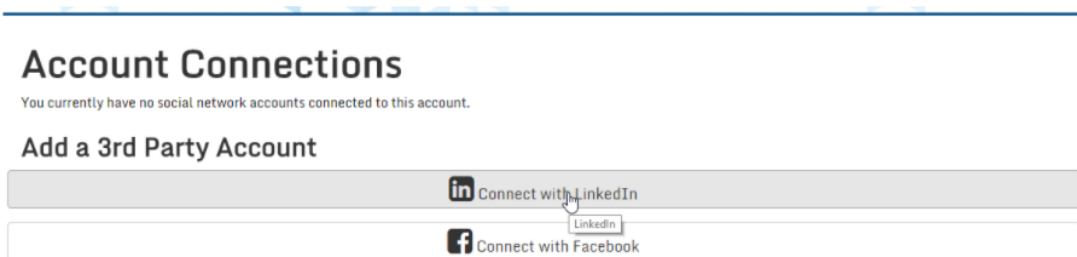 Account Connections
You currently have no social network accounts connected to this account.
Add a 3rd Party Account
in Connect with LinkedIn
LinkedIn
f Connect with Facebook